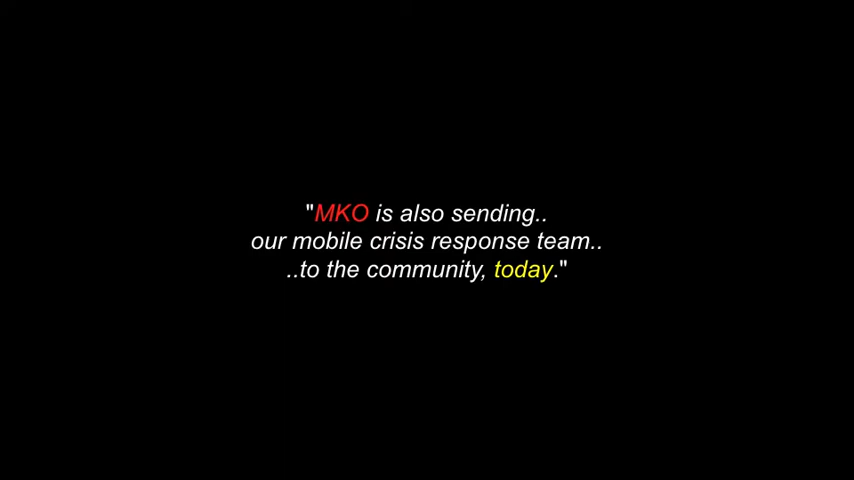 "MKO is also sending..
our mobile crisis response team..
..to the community, today."